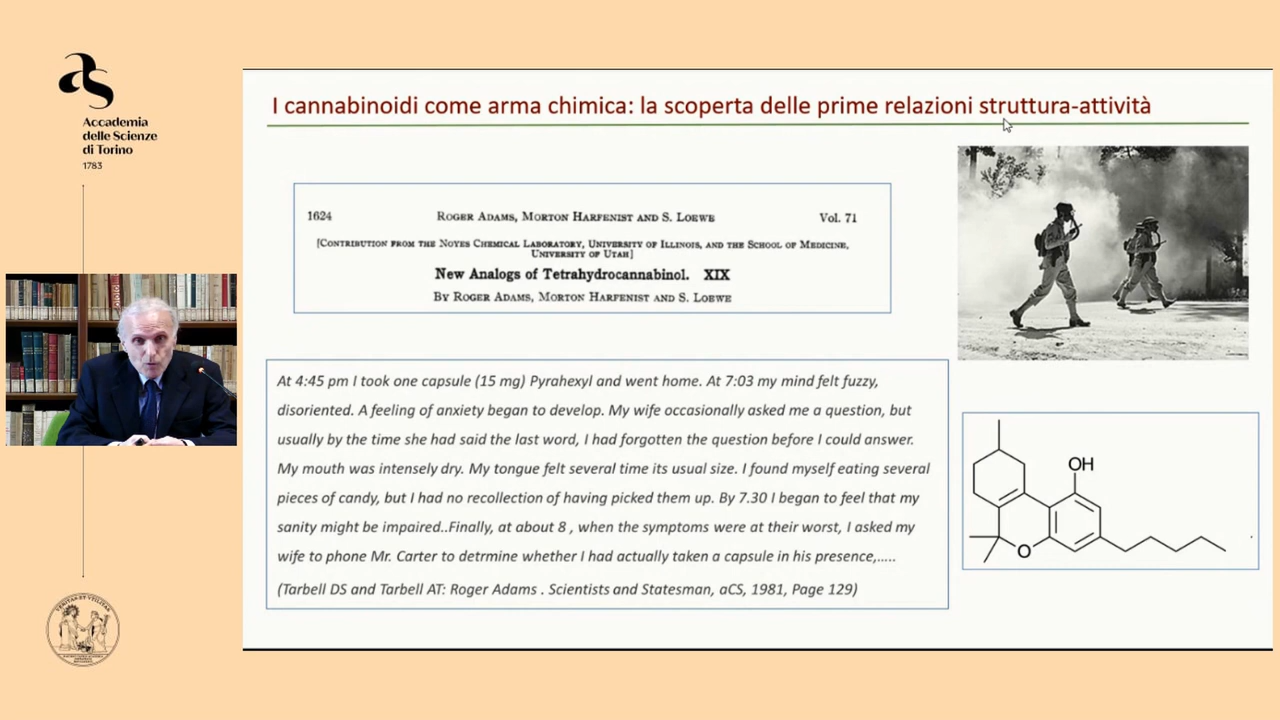 Accademia
delle Scienze
di Torino
1783
I cannabinoidi come arma chimica: la scoperta delle prime relazioni struttura-attività
1624 ROGER ADAMS, MORTON HARFENIST AND S. LOEWE Vol. 71
[CONTRIBUTION FROM THE NOYES CHEMICAL LABORATORY, UNIVERSITY OF ILLINOIS, AND THE SCHOOL OF MEDICINE,
UNIVERSITY OF UTAH]
New Analogs of Tetrahydrocannabinol. XIX
BY ROGER ADAMS, MORTON HARFENIST AND S. LOEWE
At 4:45 pm I took one capsule (15 mg) Pyrahexyl and went home. At 7:03 my mind felt fuzzy,
disoriented. A feeling of anxiety began to develop. My wife occasionally asked me a question, but
usually by the time she had said the last word, I had forgotten the question before I could answer.
My mouth was intensely dry. My tongue felt several time its usual size. I found myself eating several
pieces of candy, but I had no recollection of having picked them up. By 7.30 I began to feel that my
sanity might be impaired..Finally, at about 8 , when the symptoms were at their worst, I asked my
wife to phone Mr. Carter to detrmine whether I had actually taken a capsule in his presence,.....
(Tarbell DS and Tarbell AT: Roger Adams . Scientists and Statesman, aCS, 1981, Page 129)
OH
O
VERITAS ET VTILITAS